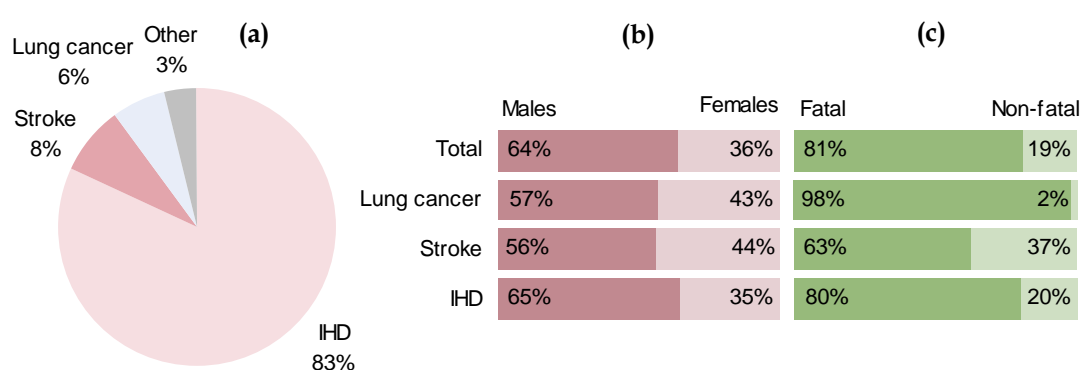 (a)
Other
3%
Lung cancer
6%
Stroke
8%
IHD
83%
(b)
Males Females
Total 64% 36%
Lung cancer 57% 43%
Stroke 56% 44%
IHD 65% 35%
(c)
Fatal Non-fatal
81% 19%
98% 2%
63% 37%
80% 20%